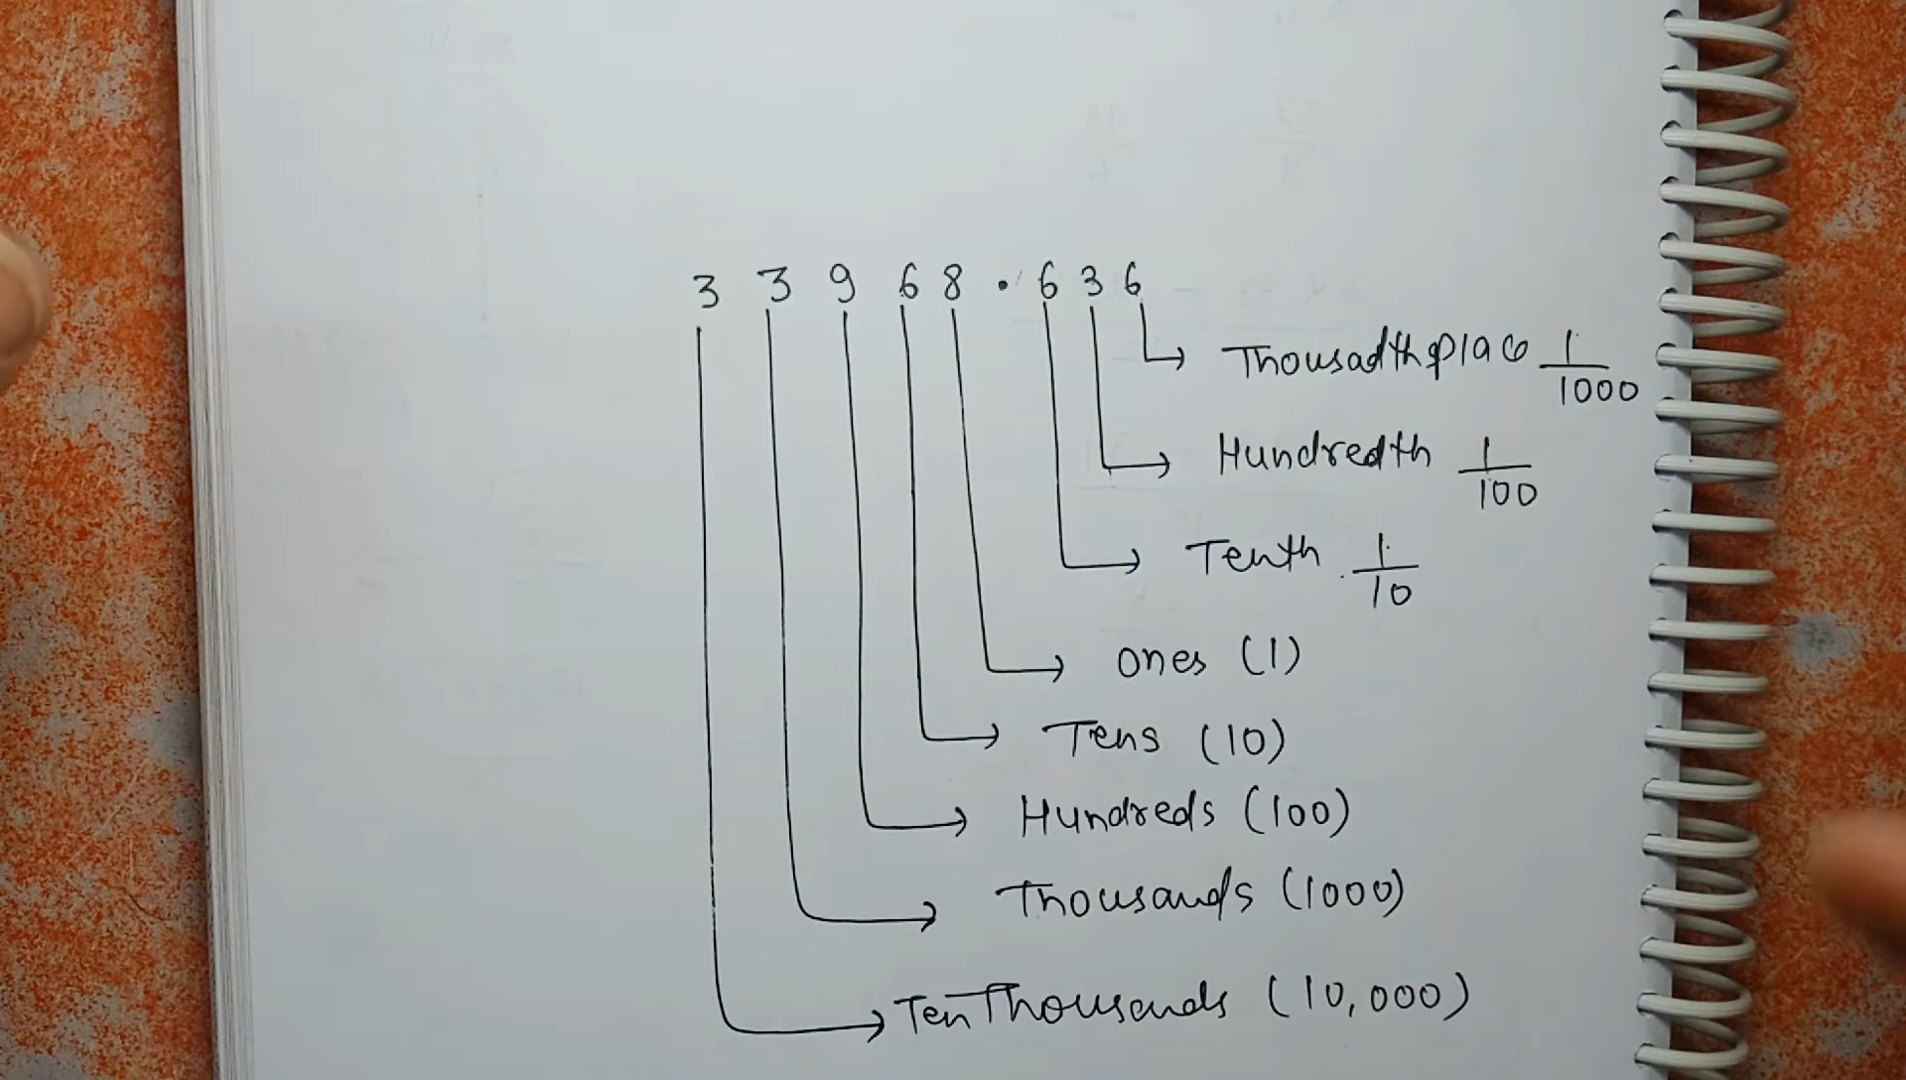 3 3 9 6 8 . 6 3 6
Thousadth place 1/1000
Hundredth 1/100
Tenth 1/10
ones (1)
Tens (10)
Hundreds (100)
Thousands (1000)
Ten Thousands (10,000)